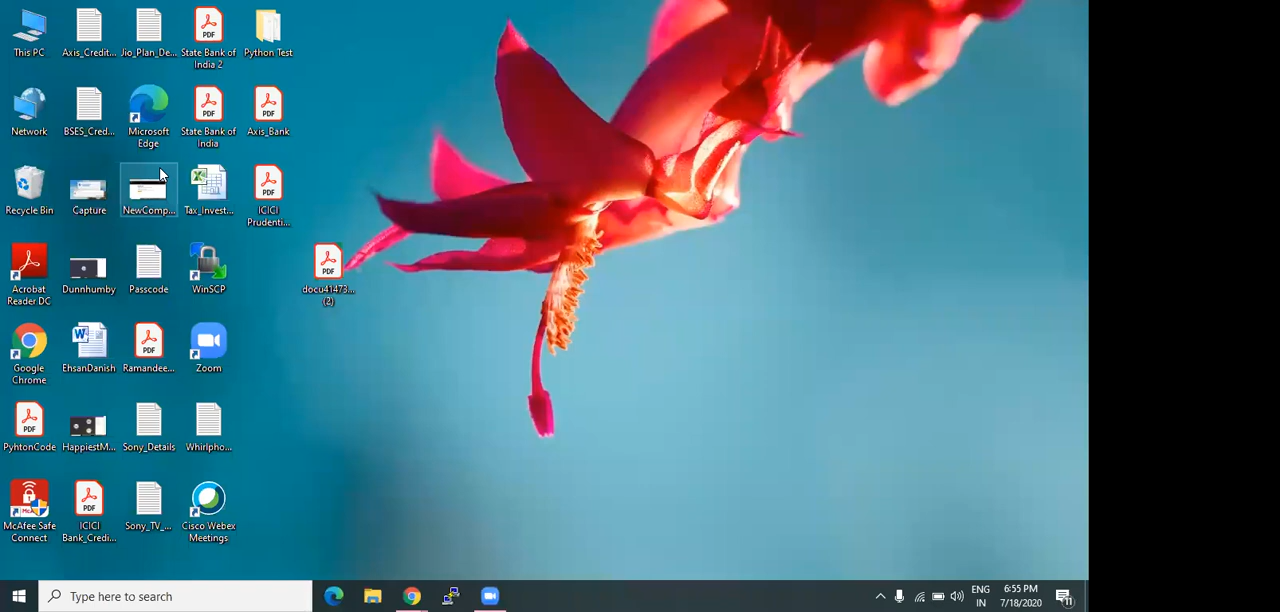 This PC
Axis_Credit...
Jio_Plan_De...
State Bank of
India 2
Python Test
Network
BSES_Cred...
Microsoft
Edge
State Bank of
India
Axis_Bank
Recycle Bin
Capture
NewComp...
Tax_Invest...
ICICI
Prudenti...
Acrobat
Reader DC
Dunnhumby
Passcode
WinSCP
docu41473...
(2)
Google
Chrome
EhsanDanish
Ramandee...
Zoom
PyhtonCode
HappiestM...
Sony_Details
Whirlpho...
McAfee Safe
Connect
ICICI
Bank_Credi...
Sony_TV_...
Cisco Webex
Meetings
Type here to search
ENG
IN
6:55 PM
7/18/2020
11